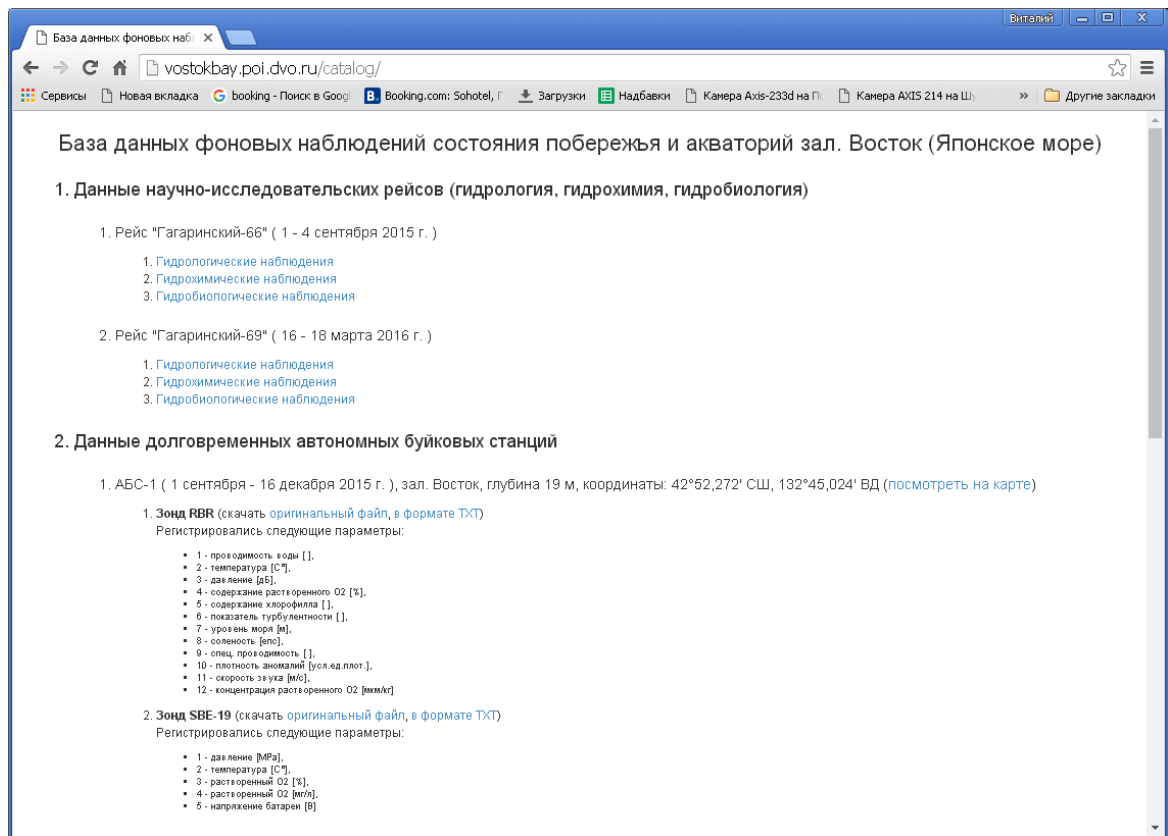 Виталий
База данных фоновых наб
vostokbay.poi.dvo.ru/catalog/
Сервисы Новая вкладка booking - Поиск в Goog Booking.com: Sohotel, Г Загрузки Надбавки Камера Axis-233d на По Камера AXIS 214 на Шу » Другие закладки
База данных фоновых наблюдений состояния побережья и акваторий зал. Восток (Японское море)
1. Данные научно-исследовательских рейсов (гидрология, гидрохимия, гидробиология)
1. Рейс "Гагаринский-66" ( 1 - 4 сентября 2015 г. )
1. Гидрологические наблюдения
2. Гидрохимические наблюдения
3. Гидробиологические наблюдения
2. Рейс "Гагаринский-69" ( 16 - 18 марта 2016 г. )
1. Гидрологические наблюдения
2. Гидрохимические наблюдения
3. Гидробиологические наблюдения
2. Данные долговременных автономных буйковых станций
1. АБС-1 ( 1 сентября - 16 декабря 2015 г. ), зал. Восток, глубина 19 м, координаты: 42°52,272' СШ, 132°45,024' ВД (посмотреть на карте)
1. Зонд RBR (скачать оригинальный файл, в формате TXT)
Регистрировались следующие параметры:
▪ 1 - проводимость воды [ ],
▪ 2 - температура [C°],
▪ 3 - давление [дБ],
▪ 4 - содержание растворенного O2 [%],
▪ 5 - содержание хлорофилла [ ],
▪ 6 - показатель турбулентности [ ],
▪ 7 - уровень моря [м],
▪ 8 - соленость [епс],
▪ 9 - спец. проводимость [ ],
▪ 10 - плотность аномалий [усл.ед.плот.],
▪ 11 - скорость звука [м/с],
▪ 12 - концентрация растворенного O2 [мкм/кг]
2. Зонд SBE-19 (скачать оригинальный файл, в формате TXT)
Регистрировались следующие параметры:
▪ 1 - давление [MPa],
▪ 2 - температура [C°],
▪ 3 - растворенный O2 [%],
▪ 4 - растворенный O2 [мг/л],
▪ 5 - напряжение батареи [В]